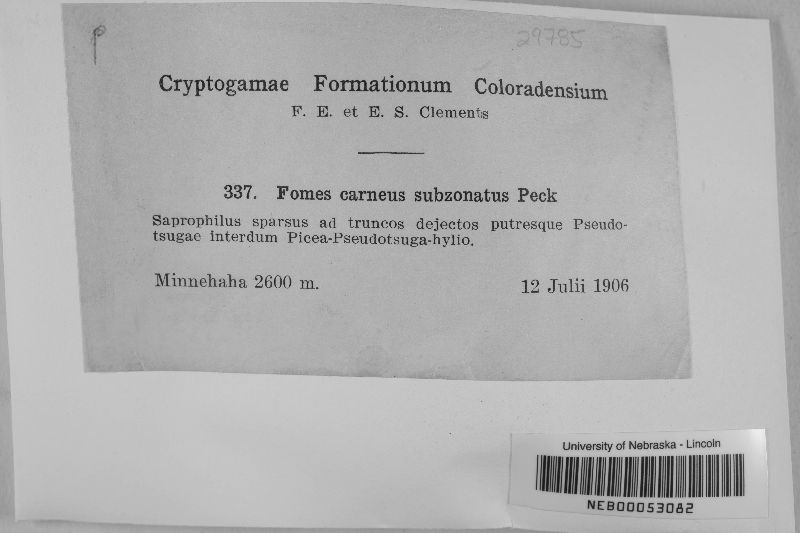 p
29785
Cryptogamae Formationum Coloradensium
F. E. et E. S. Clements
337. Fomes carneus subzonatus Peck
Saprophilus sparsus ad truncos dejectos putresque Pseudo-
tsugae interdum Picea-Pseudotsuga-hylio.
Minnehaha 2600 m. 12 Julii 1906
University of Nebraska - Lincoln
NEB00053082